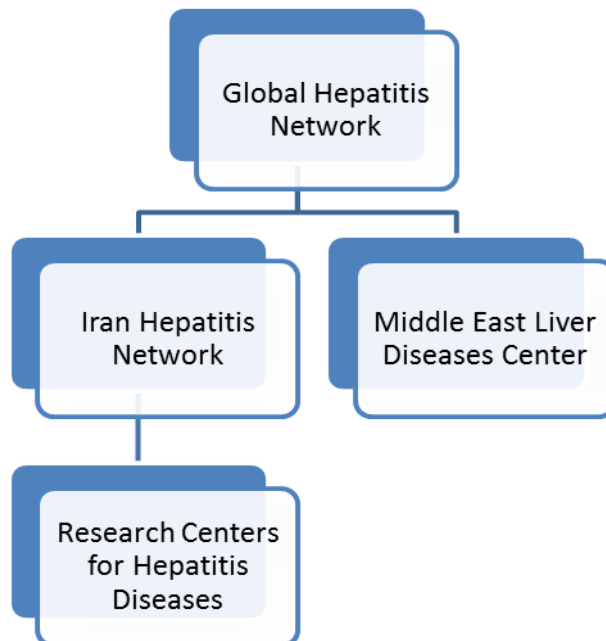 Global Hepatitis
Network
Iran Hepatitis
Network
Middle East Liver
Diseases Center
Research Centers
for Hepatitis
Diseases